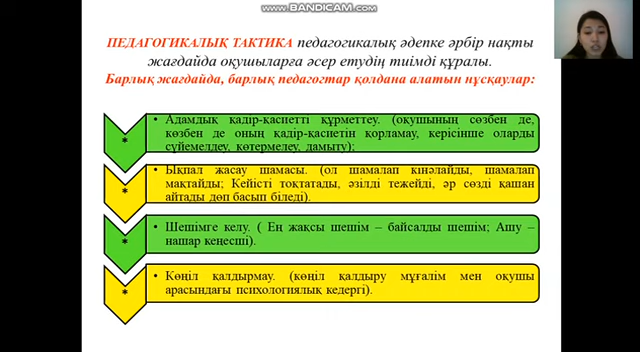 www.BANDICAM.com
ПЕДАГОГИКАЛЫҚ ТАКТИКА педагогикалық әдепке әрбір нақты
жағдайда оқушыларға әсер етудің тиімді құралы.
Барлық жағдайда, барлық педагогтар қолдана алатын нұсқаулар:
* • Адамдық қадір-қасиетті құрметтеу. (оқушының сөзбен де,
көзбен де оның қадір-қасиетін қорламау, керісінше оларды
сүйемелдеу, көтермелеу, дамыту);
* • Ықпал жасау шамасы. (ол шамалап кінәлайды, шамалап
мақтайды; Кейісті тоқтатады, әзілді тежейді, әр сөзді қашан
айтады деп басып біледі).
* • Шешімге келу. ( Ең жақсы шешім – байсалды шешім; Ашу –
нашар кеңесші).
* • Көңіл қалдырмау. (көңіл қалдыру мұғалім мен оқушы
арасындағы психологиялық кедергі).